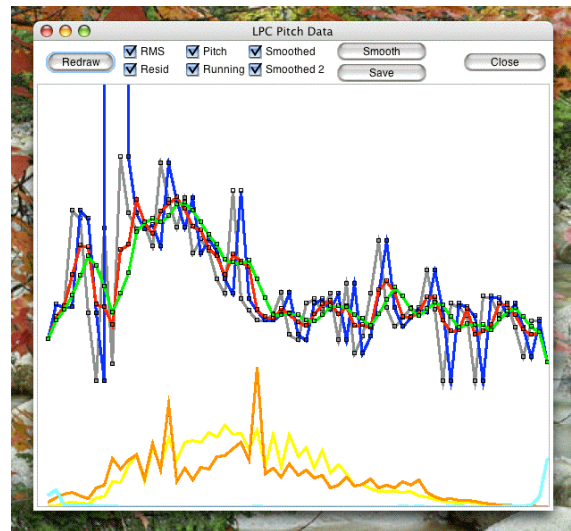 LPC Pitch Data
Redraw
RMS
Pitch
Smoothed
Smooth
Resid
Running
Smoothed 2
Save
Close